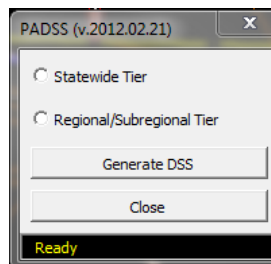 PADSS (v.2012.02.21)
x
Statewide Tier
Regional/Subregional Tier
Generate DSS
Close
Ready